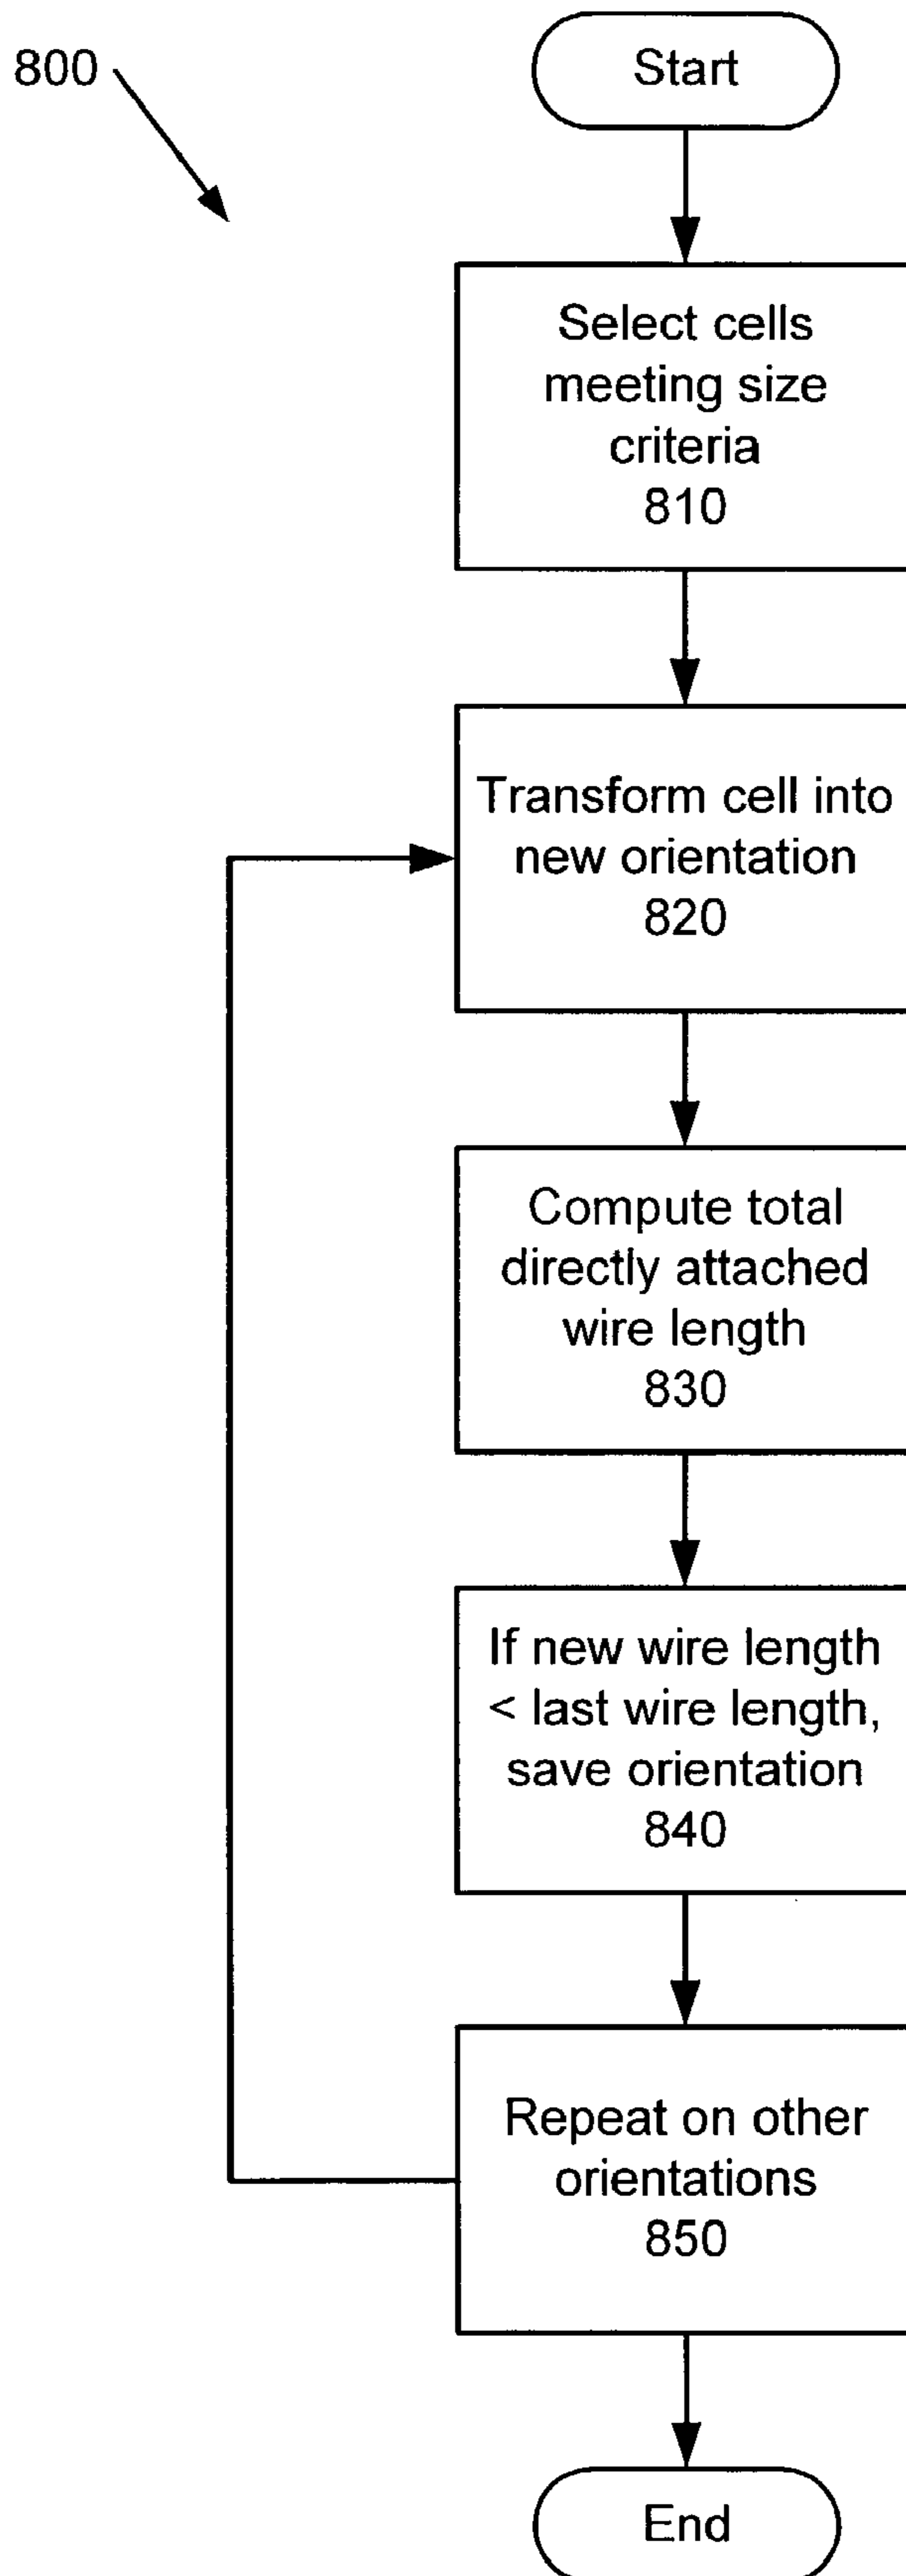 800
Start
Select cells
meeting size
criteria
810
Transform cell into
new orientation
820
Compute total
directly attached
wire length
830
If new wire length
< last wire length,
save orientation
840
Repeat on other
orientations
850
End